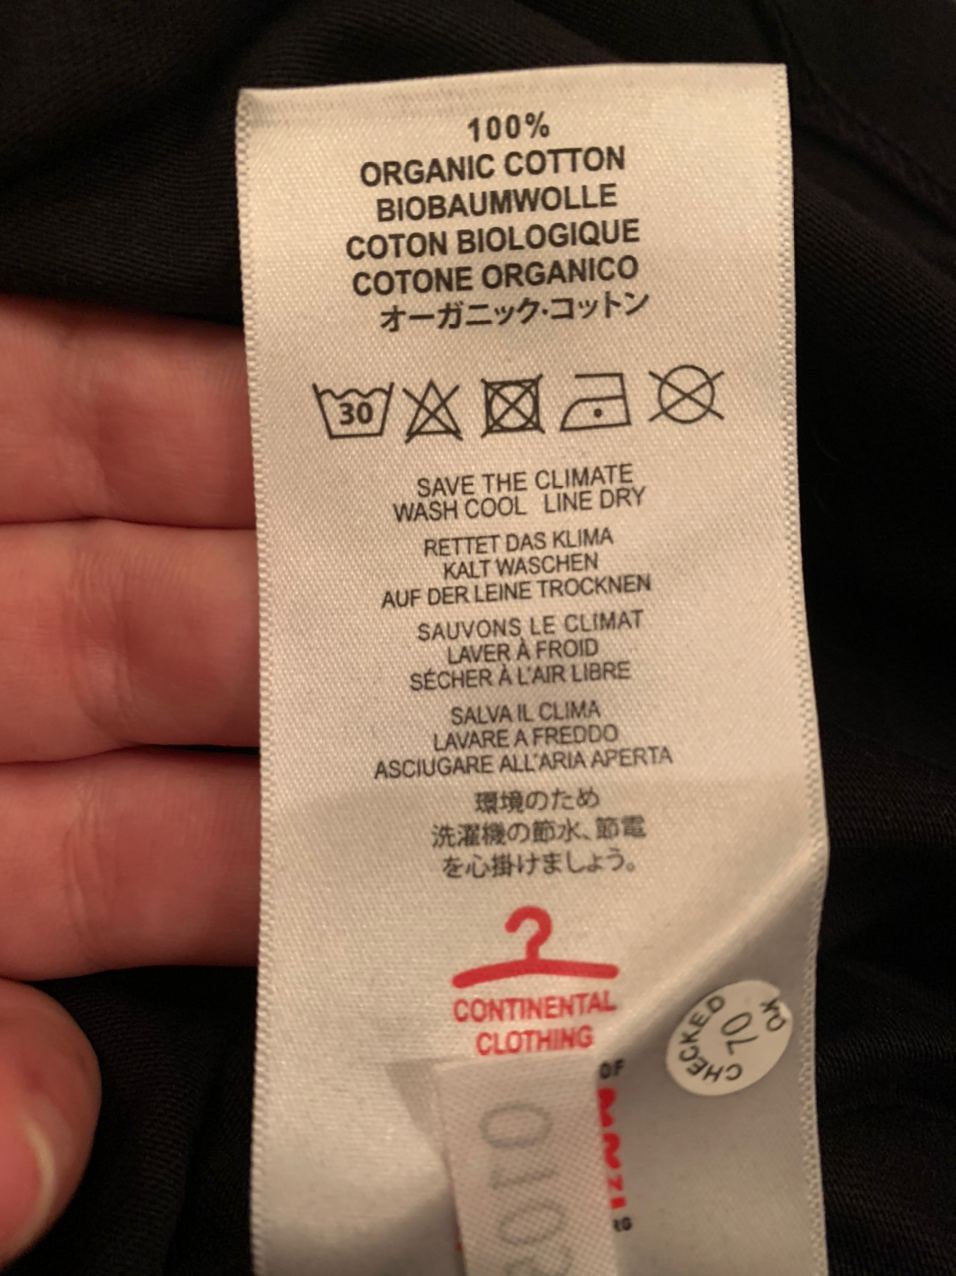 100%
ORGANIC COTTON
BIOBAUMWOLLE
COTON BIOLOGIQUE
COTONE ORGANICO
オーガニック・コットン
30
SAVE THE CLIMATE
WASH COOL LINE DRY
RETTET DAS KLIMA
KALT WASCHEN
AUF DER LEINE TROCKNEN
SAUVONS LE CLIMAT
LAVER À FROID
SÉCHER À L'AIR LIBRE
SALVA IL CLIMA
LAVARE A FREDDO
ASCIUGARE ALL'ARIA APERTA
環境のため
洗濯機の節水、節電
を心掛けましょう。
CONTINENTAL
CLOTHING
CHECKED
70
OF